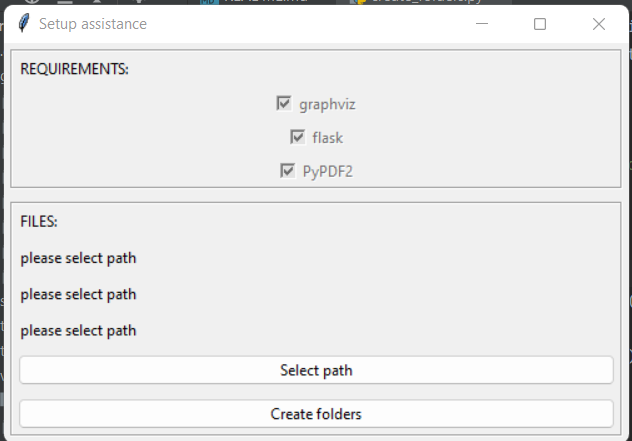 Setup assistance
REQUIREMENTS:
graphviz
flask
PyPDF2
FILES:
please select path
please select path
please select path
Select path
Create folders